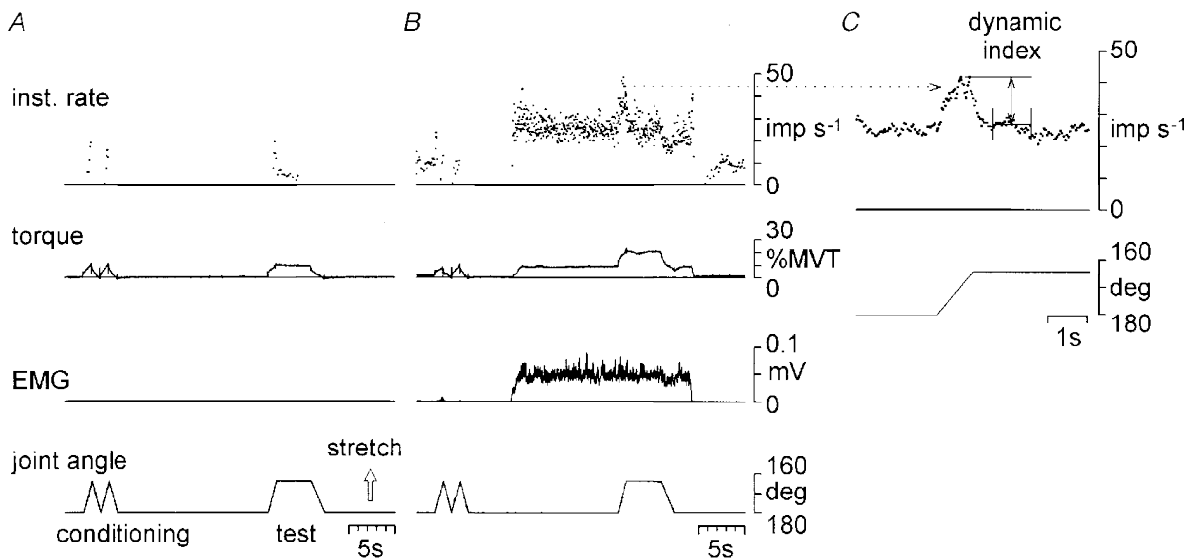 A
B
C
dynamic
index
inst. rate
50
imp s-1
0
50
imp s-1
0
torque
30
%MVT
0
160
deg
180
1s
EMG
0.1
mV
0
joint angle
stretch
160
deg
180
conditioning
test
5s
5s